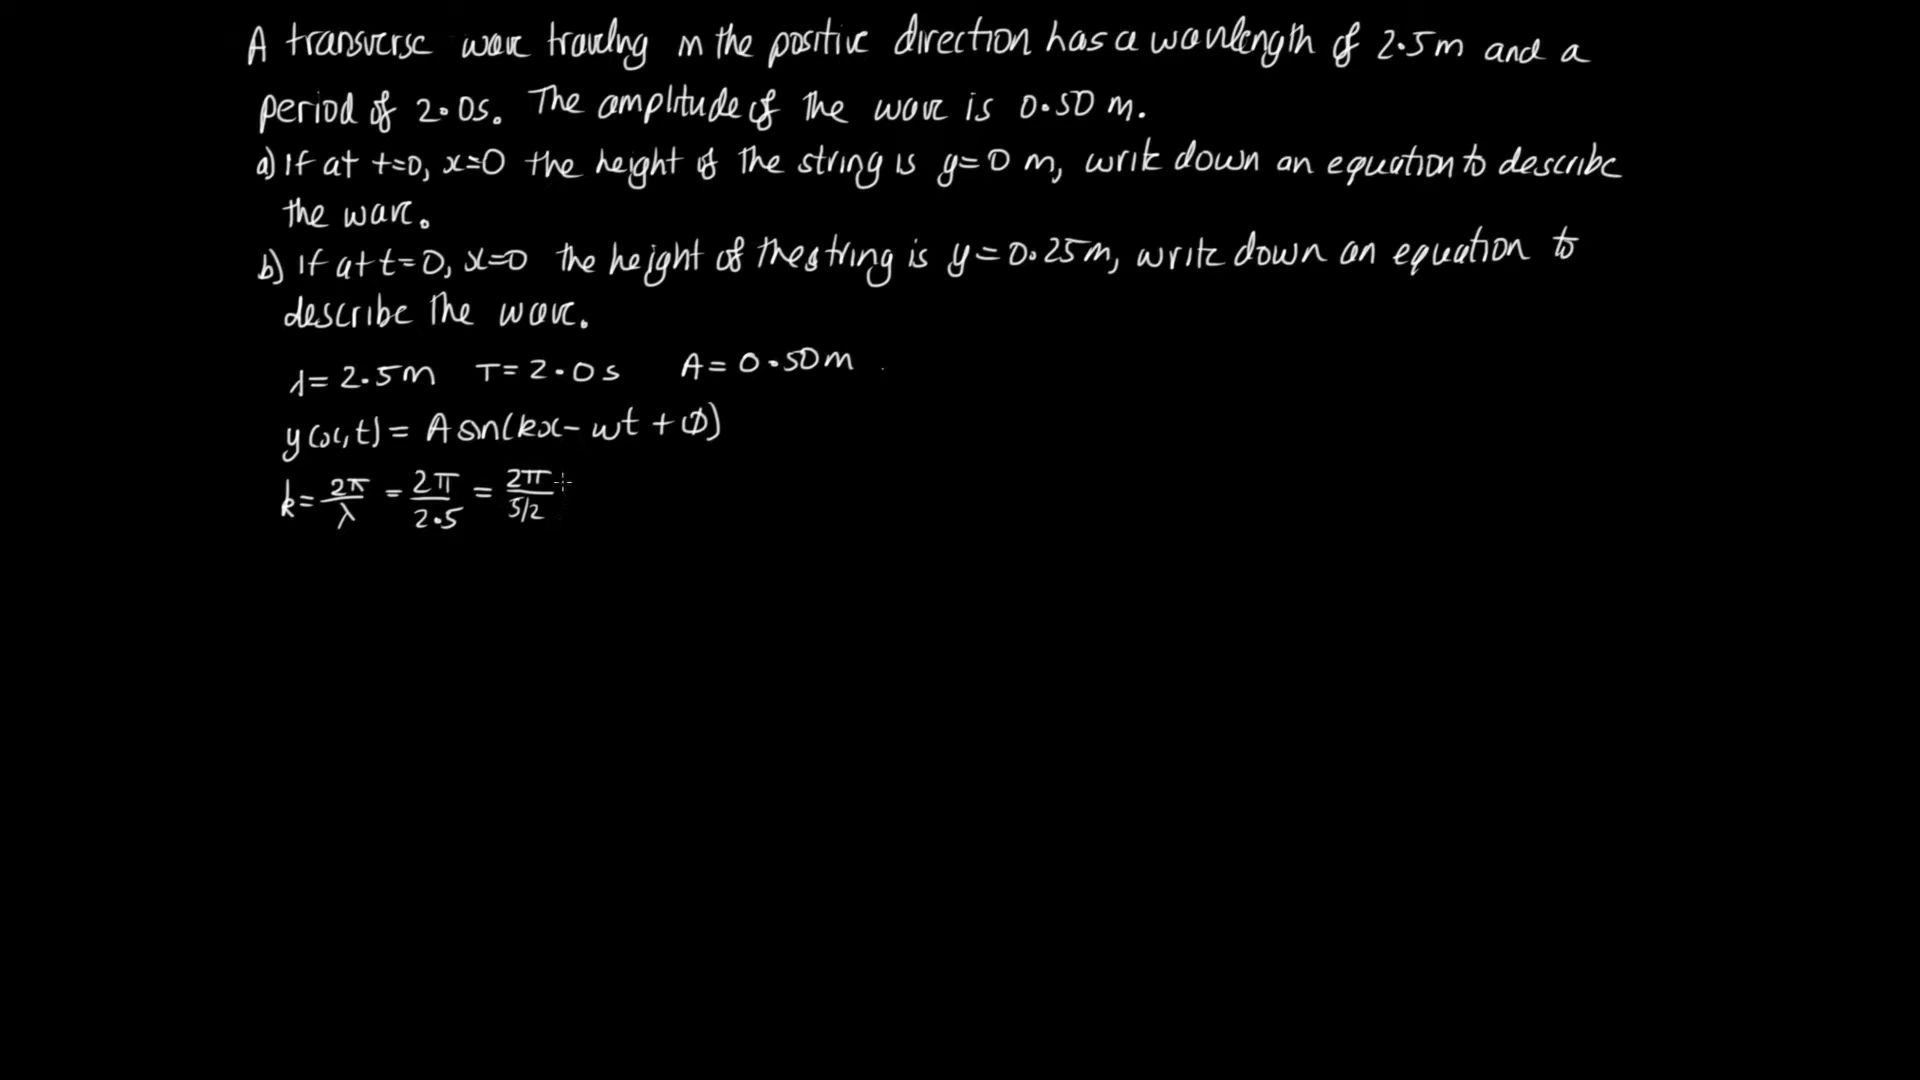 A transverse wave traveling in the positive direction has a wavelength of 2.5m and a
period of 2.0s. The amplitude of the wave is 0.50 m.
a) If at t=0, x=0 the height of the string is y=0 m, write down an equation to describe
the wave.
b) If at t=0, x=0 the height of the string is y=0.25m, write down an equation to
describe the wave.
λ=2.5m T=2.0s A=0.50m
y(x,t) = A sin(kx-ωt+φ)
k = 2π/λ = 2π/2.5 = 2π/5/2